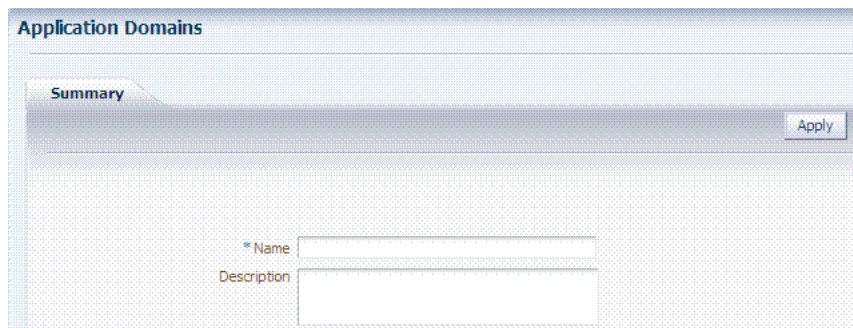 Application Domains
Summary
Apply
* Name
Description